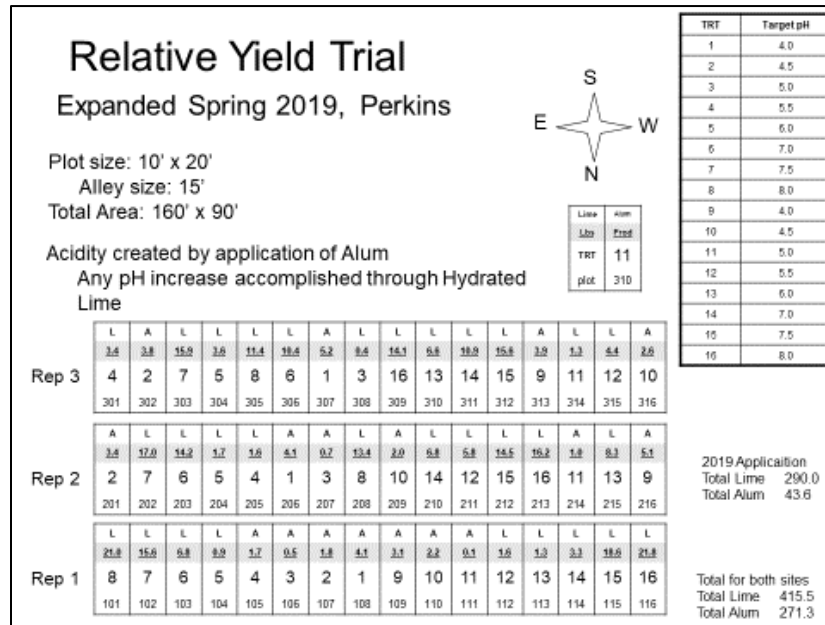 Relative Yield Trial
Expanded Spring 2019, Perkins
Plot size: 10' x 20'
Alley size: 15'
Total Area: 160' x 90'
Acidity created by application of Alum
Any pH increase accomplished through Hydrated
Lime
S
E W
N
Lime Alum
Lbs Prod
TRT 11
plot 310
TRT Target pH
1 4.0
2 4.5
3 5.0
4 5.5
5 6.0
6 7.0
7 7.5
8 8.0
9 4.0
10 4.5
11 5.0
12 5.5
13 6.0
14 7.0
15 7.5
16 8.0
L A L L L L A L L L L L A L L A
3.4 3.8 15.9 3.6 11.4 10.4 5.2 0.4 14.1 6.6 10.9 15.6 3.9 1.3 4.4 2.6
Rep 3 4 2 7 5 8 6 1 3 16 13 14 15 9 11 12 10
301 302 303 304 305 306 307 308 309 310 311 312 313 314 315 316
A L L L L A A L A L L L L A L A
3.4 17.0 14.2 1.7 1.6 4.1 0.7 13.4 2.0 6.8 5.8 14.5 16.2 1.0 8.3 5.1
Rep 2 2 7 6 5 4 1 3 8 10 14 12 15 16 11 13 9
201 202 203 204 205 206 207 208 209 210 211 212 213 214 215 216
L L L L A A A A A A A L L L L L
21.0 15.6 6.8 0.9 1.7 0.5 1.8 4.1 3.1 2.2 0.1 1.6 1.3 3.3 18.6 21.8
Rep 1 8 7 6 5 4 3 2 1 9 10 11 12 13 14 15 16
101 102 103 104 105 106 107 108 109 110 111 112 113 114 115 116
2019 Applicaition
Total Lime 290.0
Total Alum 43.6
Total for both sites
Total Lime 415.5
Total Alum 271.3